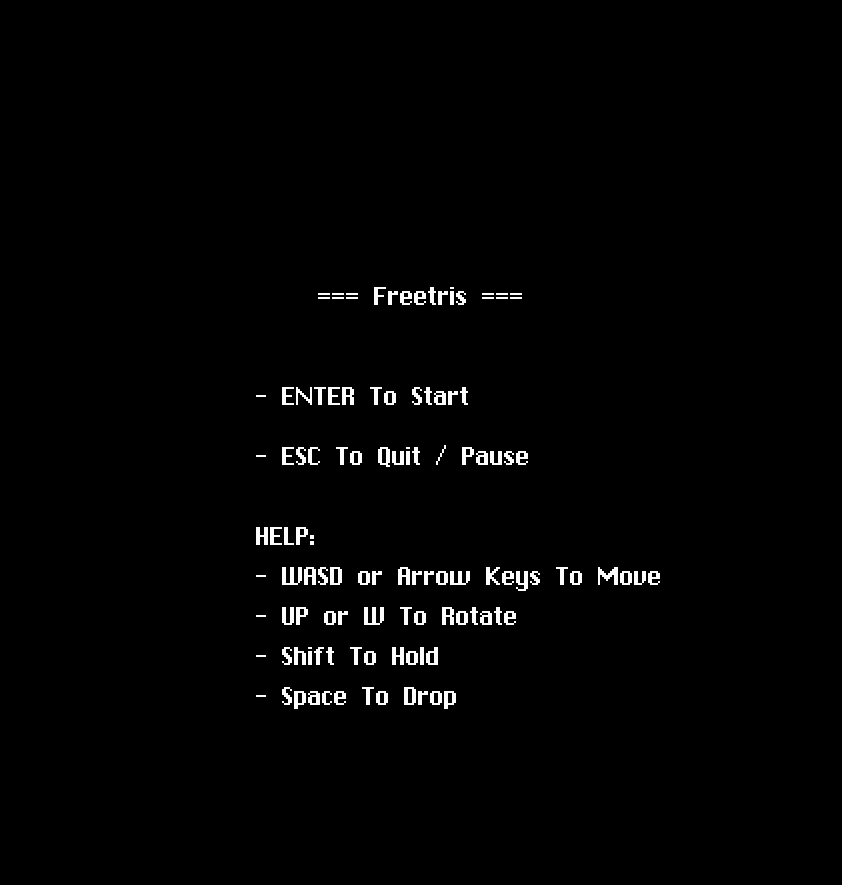 === Freetris ===
- ENTER To Start
- ESC To Quit / Pause
HELP:
- WASD or Arrow Keys To Move
- UP or W To Rotate
- Shift To Hold
- Space To Drop